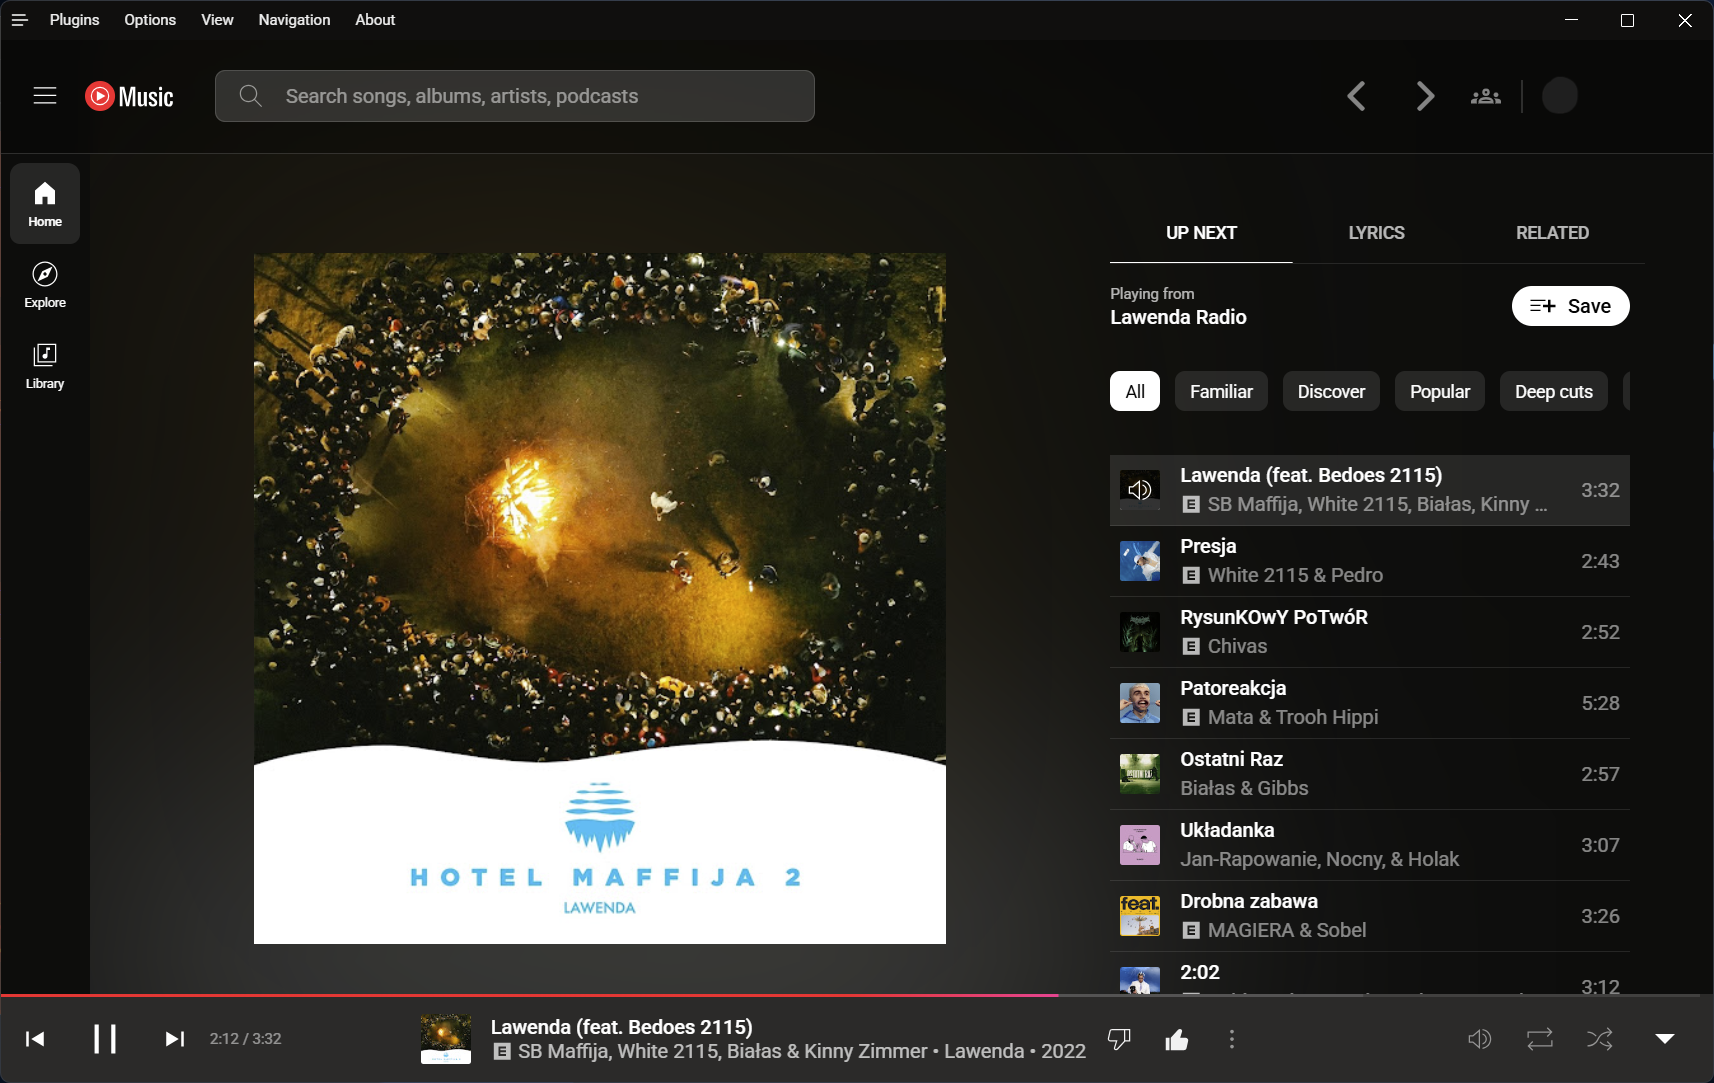 Plugins Options View Navigation About
Music
Search songs, albums, artists, podcasts
Home
Explore
Library
HOTEL MAFFIJA 2
LAWENDA
UP NEXT LYRICS RELATED
Playing from
Lawenda Radio
Save
All Familiar Discover Popular Deep cuts
Lawenda (feat. Bedoes 2115)
E SB Maffija, White 2115, Białas, Kinny ...
3:32
Presja
E White 2115 & Pedro
2:43
RysunKOwY PoTwóR
E Chivas
2:52
Patoreakcja
E Mata & Trooh Hippi
5:28
Ostatni Raz
Białas & Gibbs
2:57
Układanka
Jan-Rapowanie, Nocny, & Holak
3:07
feat.
Drobna zabawa
E MAGIERA & Sobel
3:26
2:02
3:12
2:12 / 3:32
Lawenda (feat. Bedoes 2115)
E SB Maffija, White 2115, Białas & Kinny Zimmer • Lawenda • 2022